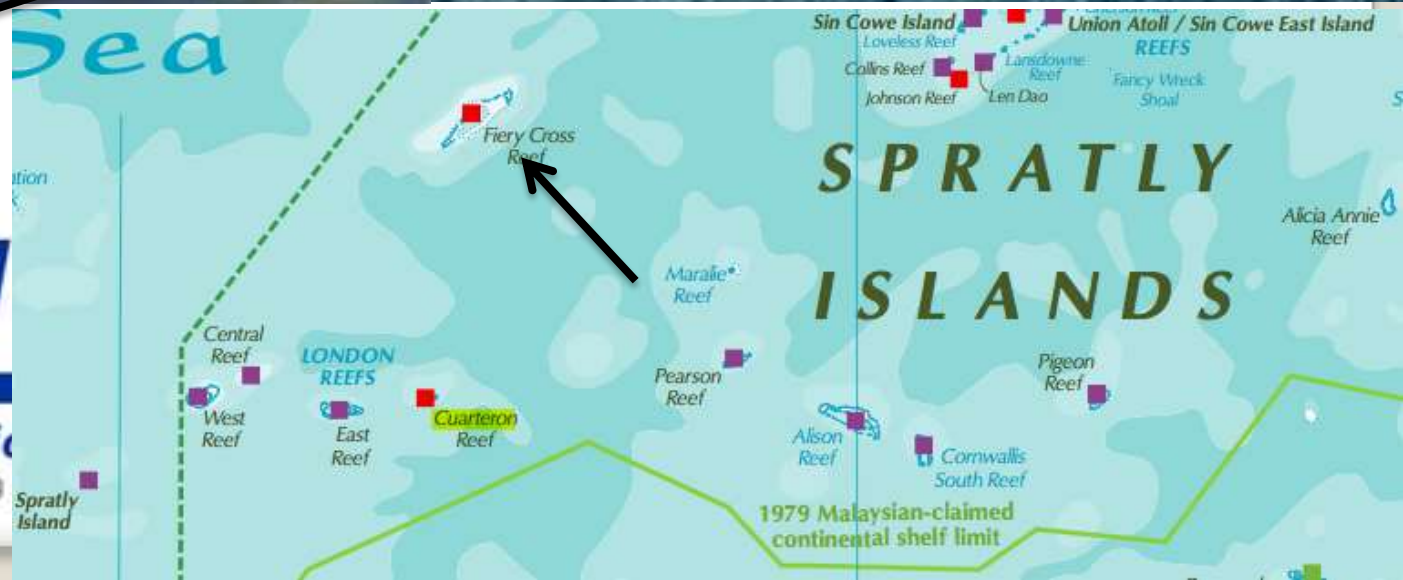 Sea
Sin Cowe Island
Union Atoll / Sin Cowe East Island
Loveless Reef
REEFS
Collins Reef
Lansdowne
Reef
Fancy Wreck
Shoal
Johnson Reef
Len Dao
Fiery Cross
Reef
SPRATLY
Alicia Annie
Reef
Maralie
Reef
ISLANDS
Central
Reef
LONDON
REEFS
Pearson
Reef
Pigeon
Reef
West
Reef
East
Reef
Cuarteron
Reef
Alison
Reef
Cornwallis
South Reef
Spratly
Island
1979 Malaysian-claimed
continental shelf limit